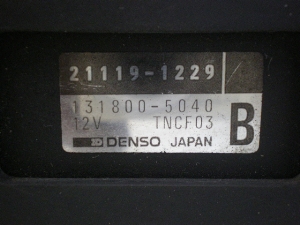 21119-1229
131800-5040
12V TNCF03
B
DENSO JAPAN